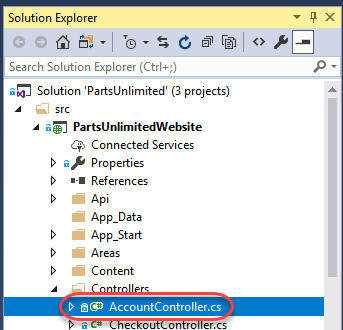 Solution Explorer
Search Solution Explorer (Ctrl+;)
Solution 'PartsUnlimited' (3 projects)
src
PartsUnlimitedWebsite
Connected Services
Properties
References
Api
App_Data
App_Start
Areas
Content
Controllers
C# AccountController.cs
C# CheckoutController.cs